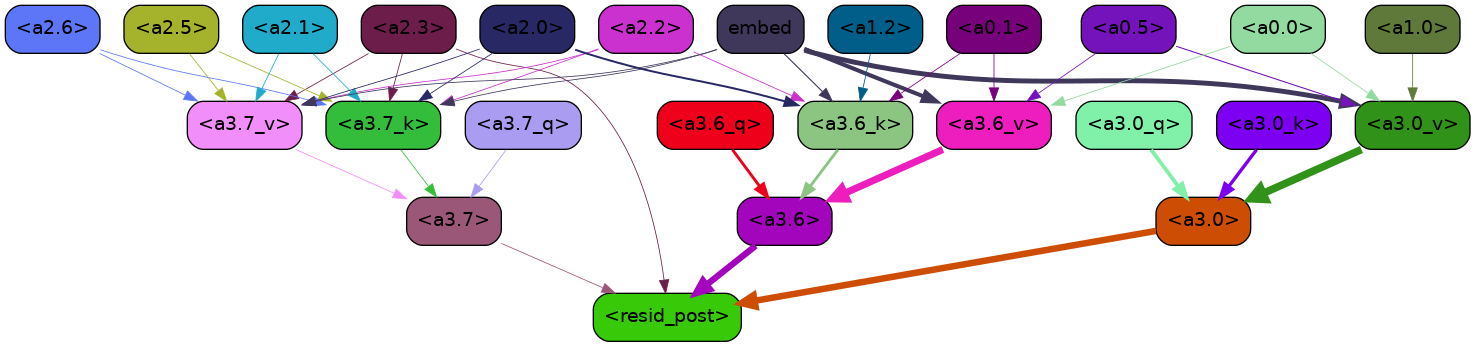 <a2.6> <a2.5> <a2.1> <a2.3> <a2.0> <a2.2> embed <a1.2> <a0.1> <a0.5> <a0.0> <a1.0>
<a3.7_v> <a3.7_k> <a3.7_q> <a3.6_q> <a3.6_k> <a3.6_v> <a3.0_q> <a3.0_k> <a3.0_v>
<a3.7> <a3.6> <a3.0>
<resid_post>